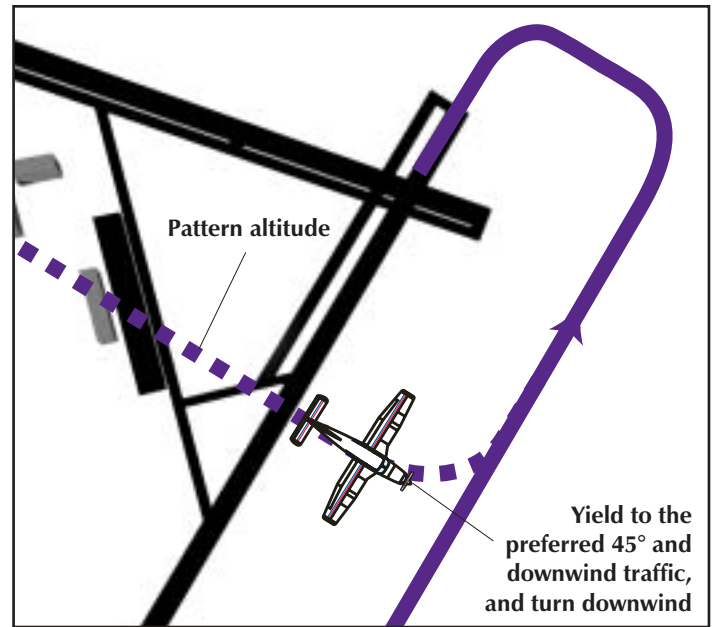 Pattern altitude
Yield to the
preferred 45° and
downwind traffic,
and turn downwind